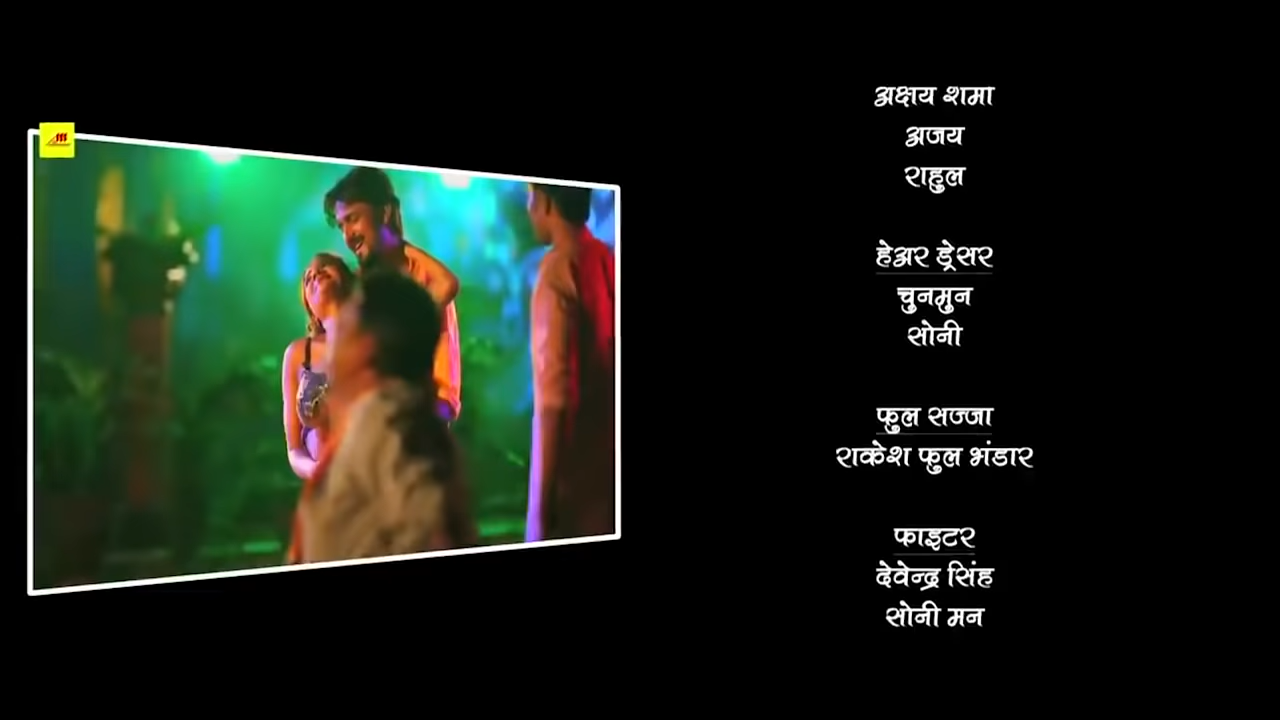 अक्षय शमा
अजय
राहुल
हेअर ड्रेसर
चुनमुन
सोनी
फुल सज्जा
राकेश फुल भंडार
फाइटर
देवेन्द्र सिंह
सोनी मन